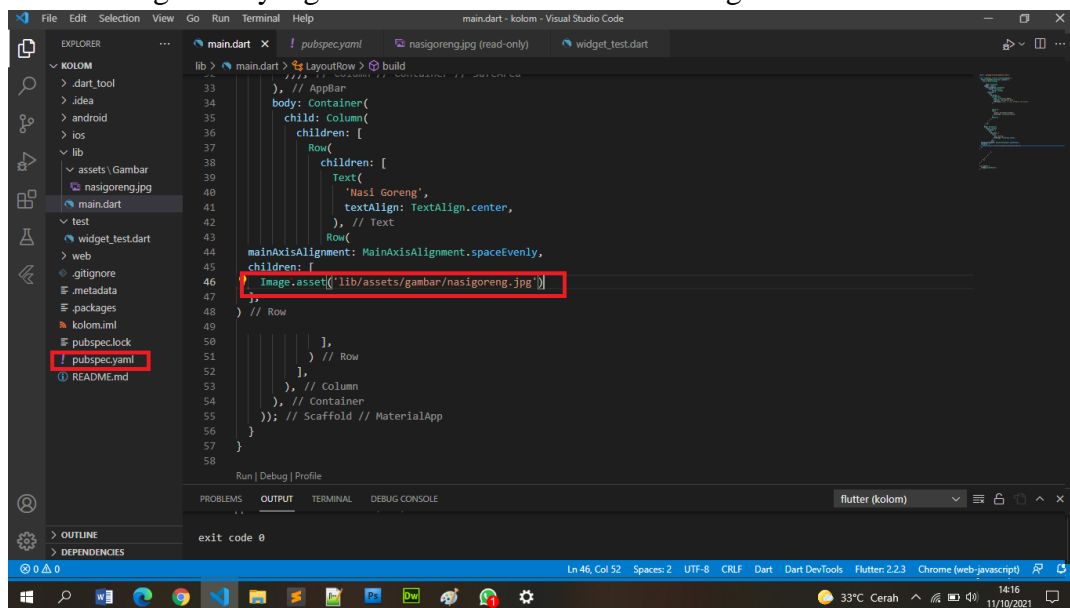 File Edit Selection View Go Run Terminal Help
main.dart - kolom - Visual Studio Code
EXPLORER
KOLOM
.dart_tool
.idea
android
ios
lib
assets \ Gambar
nasigoreng.jpg
main.dart
test
widget_test.dart
web
.gitignore
.metadata
.packages
kolom.iml
pubspec.lock
! pubspec.yaml
README.md
OUTLINE
DEPENDENCIES
main.dart
! pubspec.yaml
nasigoreng.jpg (read-only)
widget_test.dart
lib > main.dart > LayoutRow > build
33 ), // AppBar
34 body: Container(
35 child: Column(
36 children: [
37 Row(
38 children: [
39 Text(
40 'Nasi Goreng',
41 textAlign: TextAlign.center,
42 ), // Text
43 Row(
44 mainAxisAlignment: MainAxisAlignment.spaceEvenly,
45 children: [
46 Image.asset('lib/assets/gambar/nasigoreng.jpg')
47 ],
48 ) // Row
49
50 ],
51 ) // Row
52 ],
53 ), // Column
54 ), // Container
55 )); // Scaffold // MaterialApp
56 }
57 }
58
Run | Debug | Profile
PROBLEMS OUTPUT TERMINAL DEBUG CONSOLE
flutter (kolom)
exit code 0
0 0
Ln 46, Col 52 Spaces: 2 UTF-8 CRLF Dart Dart DevTools Flutter: 2.2.3 Chrome (web-javascript)
33°C Cerah
14:16
11/10/2021